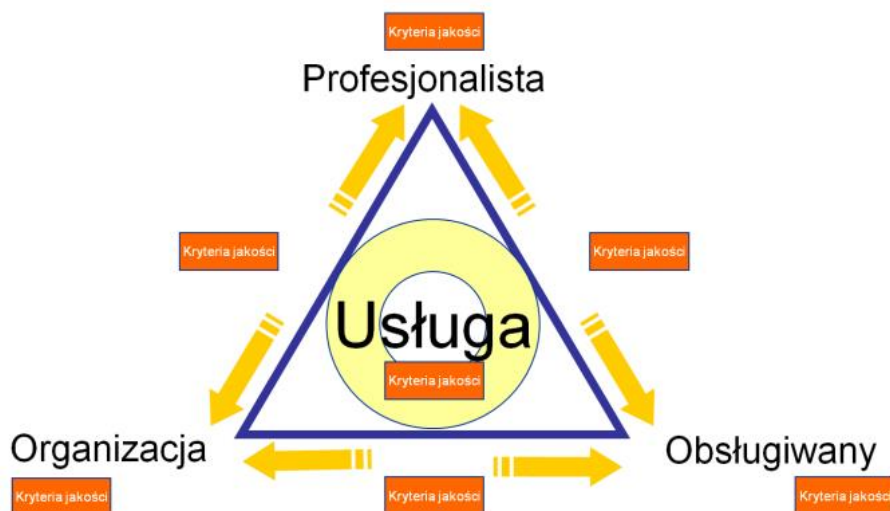 Kryteria jakości
Profesjonalista
Kryteria jakości
Kryteria jakości
Usługa
Kryteria jakości
Organizacja
Obsługiwany
Kryteria jakości
Kryteria jakości
Kryteria jakości